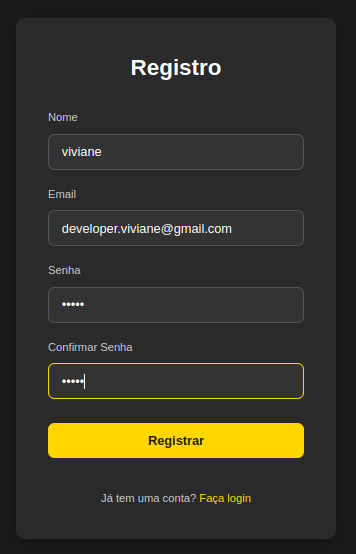 Registro
Nome
viviane
Email
developer.viviane@gmail.com
Senha
•••••
Confirmar Senha
•••••
Registrar
Já tem uma conta? Faça login